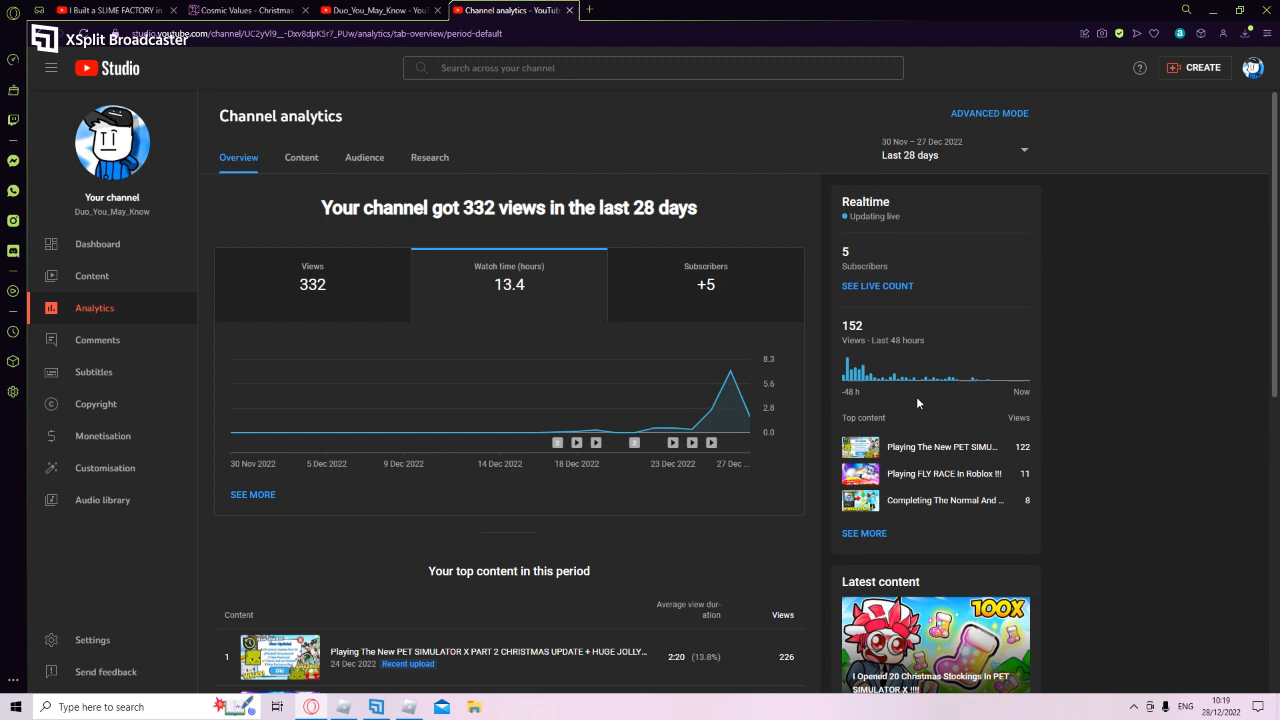 I Built a SLIME FACTORY in
Cosmic Values - Christmas
Duo_You_May_Know - YouT
Channel analytics - YouTub
XSplit Broadcaster
studio.youtube.com/channel/UC2yVl9__-Dxv8dpK5r7_PUw/analytics/tab-overview/period-default
Studio
Search across your channel
CREATE
Your channel
Duo_You_May_Know
Dashboard
Content
Analytics
Comments
Subtitles
Copyright
Monetisation
Customisation
Audio library
Settings
Send feedback
Channel analytics
ADVANCED MODE
30 Nov – 27 Dec 2022
Last 28 days
Overview
Content
Audience
Research
Your channel got 332 views in the last 28 days
Views
332
Watch time (hours)
13.4
Subscribers
+5
8.3
5.6
2.8
0.0
2
2
30 Nov 2022
5 Dec 2022
9 Dec 2022
14 Dec 2022
18 Dec 2022
23 Dec 2022
27 Dec ...
SEE MORE
Your top content in this period
Content
Average view dur-
ation
Views
1
Playing The New PET SIMULATOR X PART 2 CHRISTMAS UPDATE + HUGE JOLLY...
24 Dec 2022 Recent upload
2:20
226
Realtime
Updating live
5
Subscribers
SEE LIVE COUNT
152
Views · Last 48 hours
-48 h
Now
Top content
Views
Playing The New PET SIMU...
122
Playing FLY RACE In Roblox !!!
11
Completing The Normal And ...
8
SEE MORE
Latest content
100X
I Opened 20 Christmas Stockings In PET
SIMULATOR X !!!!
Type here to search
ENG
10:19
28/12/2022